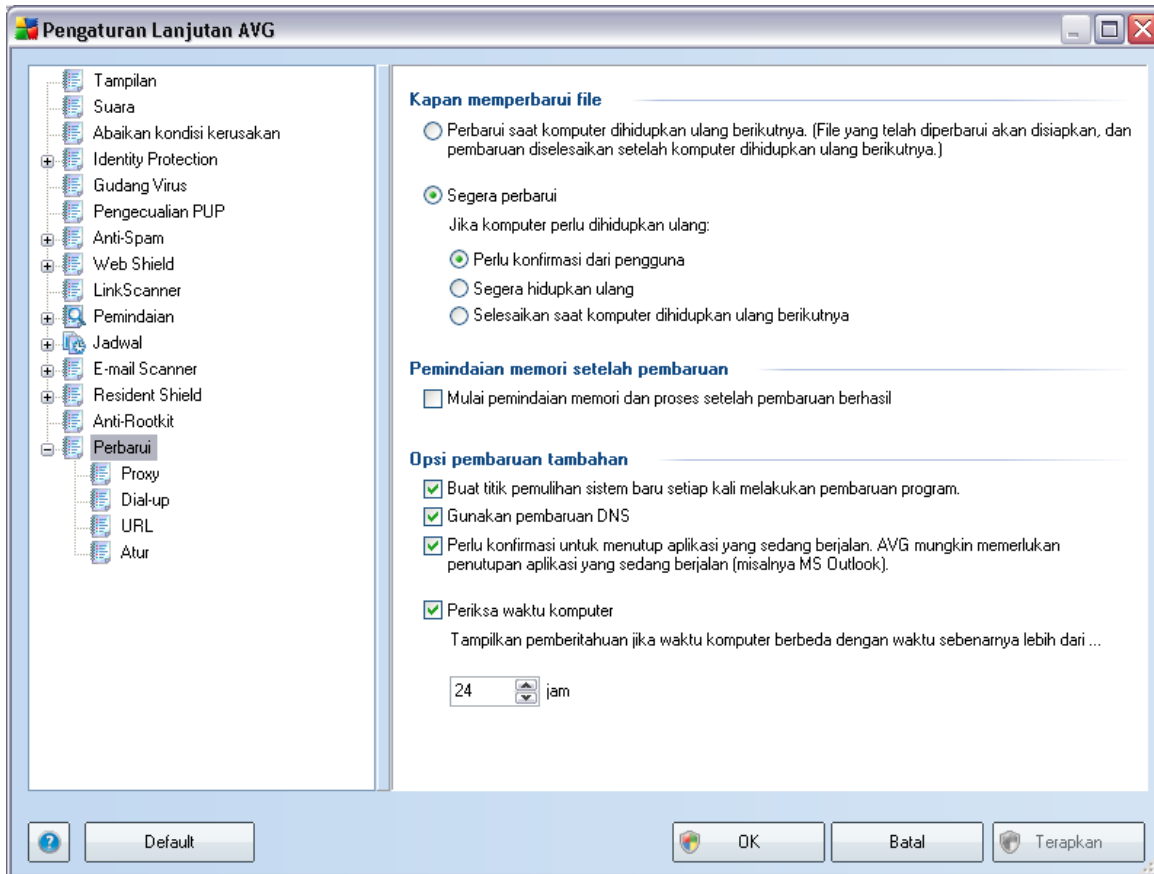 Pengaturan Lanjutan AVG
Tampilan
Suara
Abaikan kondisi kerusakan
Identity Protection
Gudang Virus
Pengecualian PUP
Anti-Spam
Web Shield
LinkScanner
Pemindaian
Jadwal
E-mail Scanner
Resident Shield
Anti-Rootkit
Perbarui
Proxy
Dial-up
URL
Atur
Kapan memperbarui file
Perbarui saat komputer dihidupkan ulang berikutnya. (File yang telah diperbarui akan disiapkan, dan
pembaruan diselesaikan setelah komputer dihidupkan ulang berikutnya.)
Segera perbarui
Jika komputer perlu dihidupkan ulang:
Perlu konfirmasi dari pengguna
Segera hidupkan ulang
Selesaikan saat komputer dihidupkan ulang berikutnya
Pemindaian memori setelah pembaruan
Mulai pemindaian memori dan proses setelah pembaruan berhasil
Opsi pembaruan tambahan
Buat titik pemulihan sistem baru setiap kali melakukan pembaruan program.
Gunakan pembaruan DNS
Perlu konfirmasi untuk menutup aplikasi yang sedang berjalan. AVG mungkin memerlukan
penutupan aplikasi yang sedang berjalan (misalnya MS Outlook).
Periksa waktu komputer
Tampilkan pemberitahuan jika waktu komputer berbeda dengan waktu sebenarnya lebih dari ...
24 jam
? Default OK Batal Terapkan